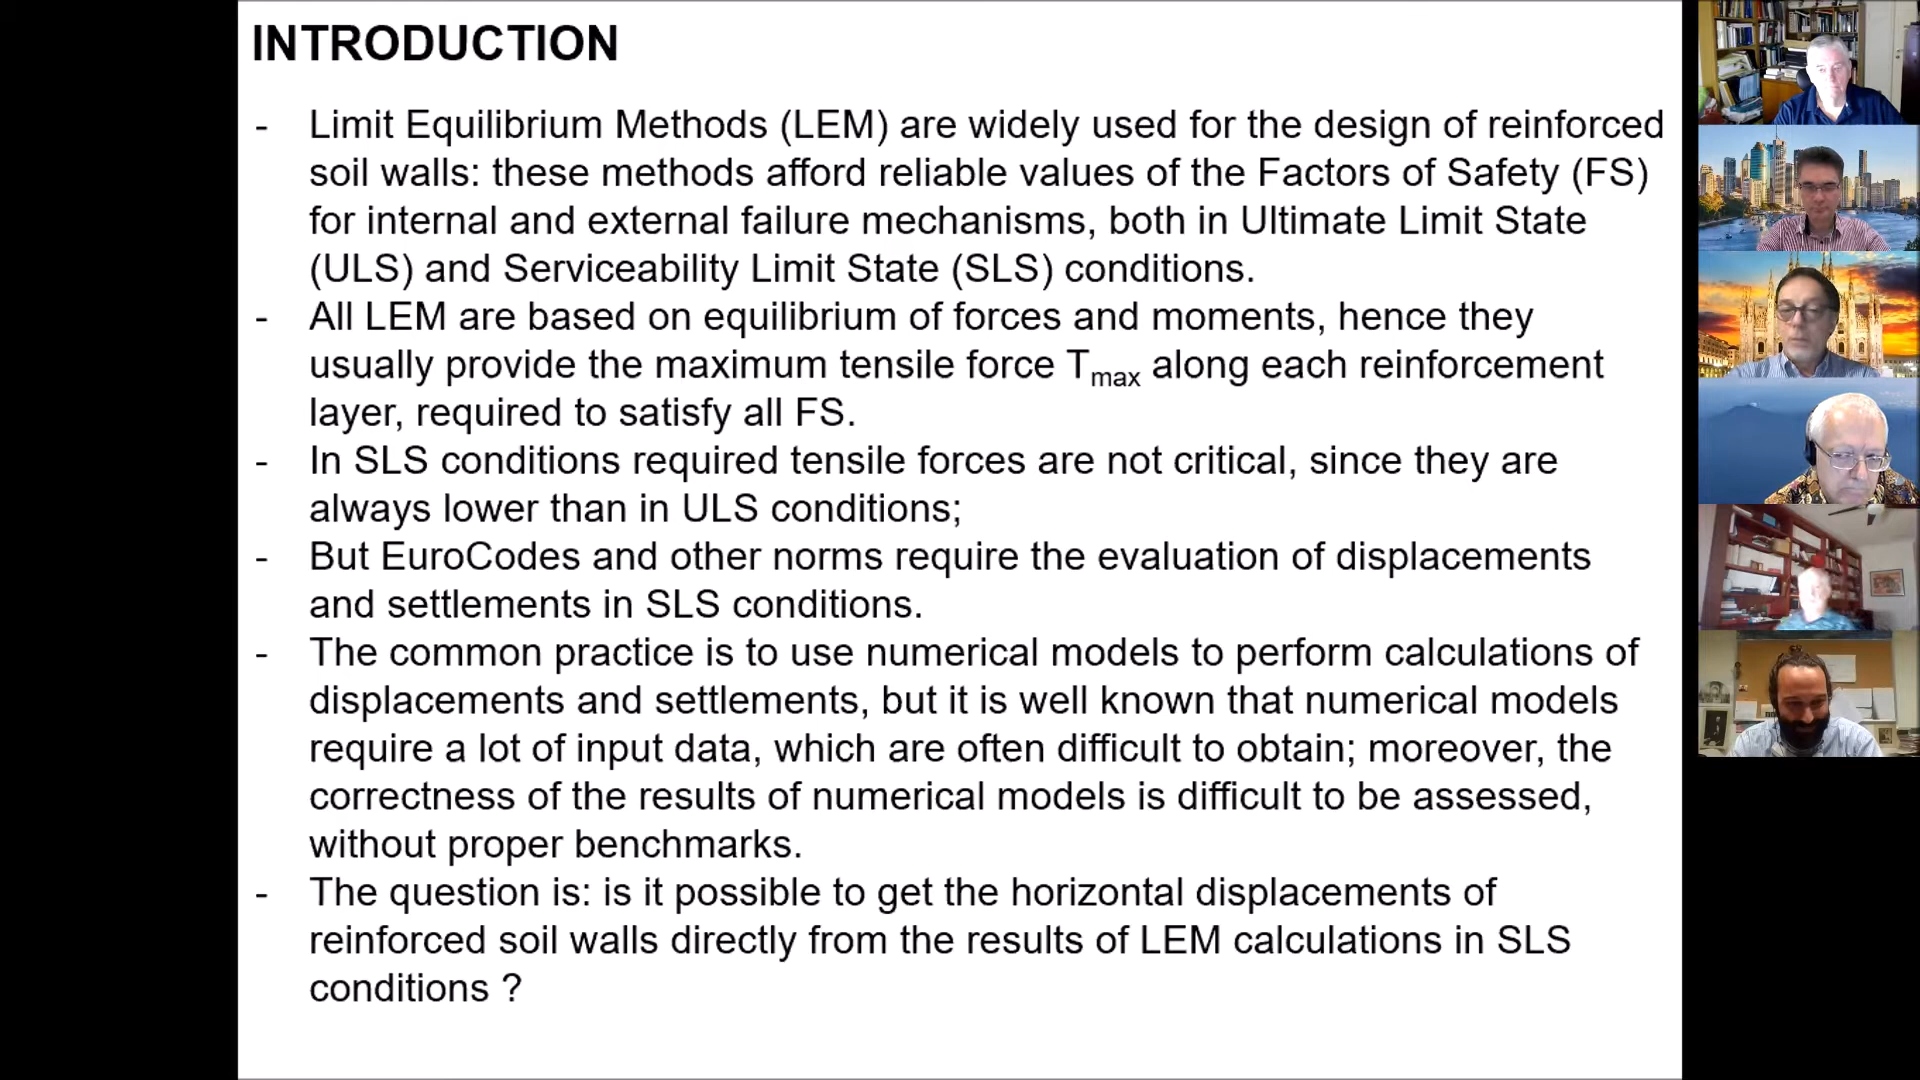 INTRODUCTION
- Limit Equilibrium Methods (LEM) are widely used for the design of reinforced
soil walls: these methods afford reliable values of the Factors of Safety (FS)
for internal and external failure mechanisms, both in Ultimate Limit State
(ULS) and Serviceability Limit State (SLS) conditions.
- All LEM are based on equilibrium of forces and moments, hence they
usually provide the maximum tensile force Tmax along each reinforcement
layer, required to satisfy all FS.
- In SLS conditions required tensile forces are not critical, since they are
always lower than in ULS conditions;
- But EuroCodes and other norms require the evaluation of displacements
and settlements in SLS conditions.
- The common practice is to use numerical models to perform calculations of
displacements and settlements, but it is well known that numerical models
require a lot of input data, which are often difficult to obtain; moreover, the
correctness of the results of numerical models is difficult to be assessed,
without proper benchmarks.
- The question is: is it possible to get the horizontal displacements of
reinforced soil walls directly from the results of LEM calculations in SLS
conditions ?